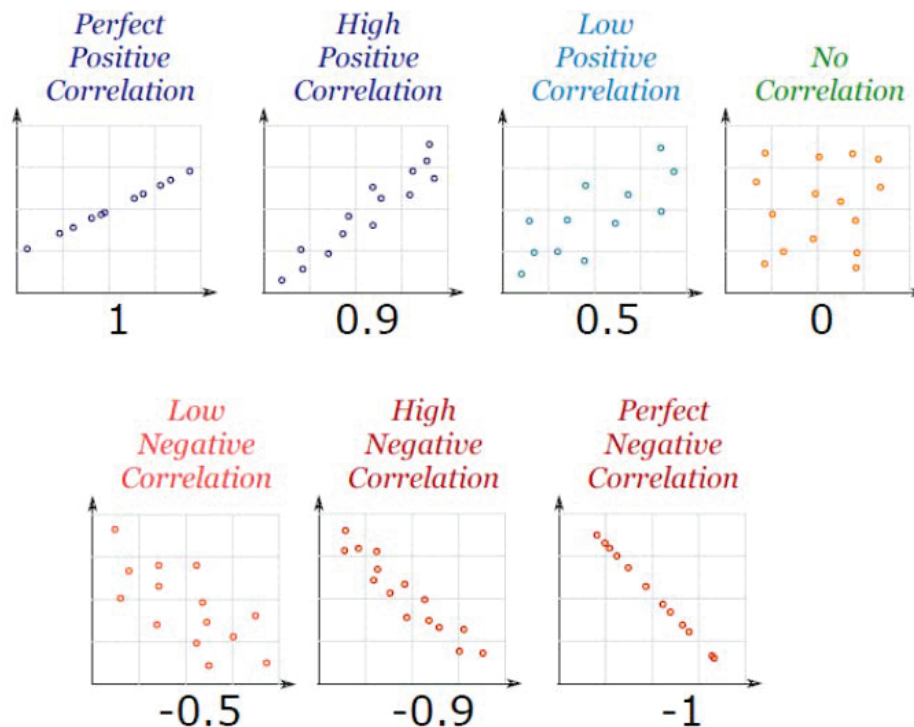 Perfect
Positive
Correlation
High
Positive
Correlation
Low
Positive
Correlation
No
Correlation
1
0.9
0.5
0
Low
Negative
Correlation
High
Negative
Correlation
Perfect
Negative
Correlation
-0.5
-0.9
-1